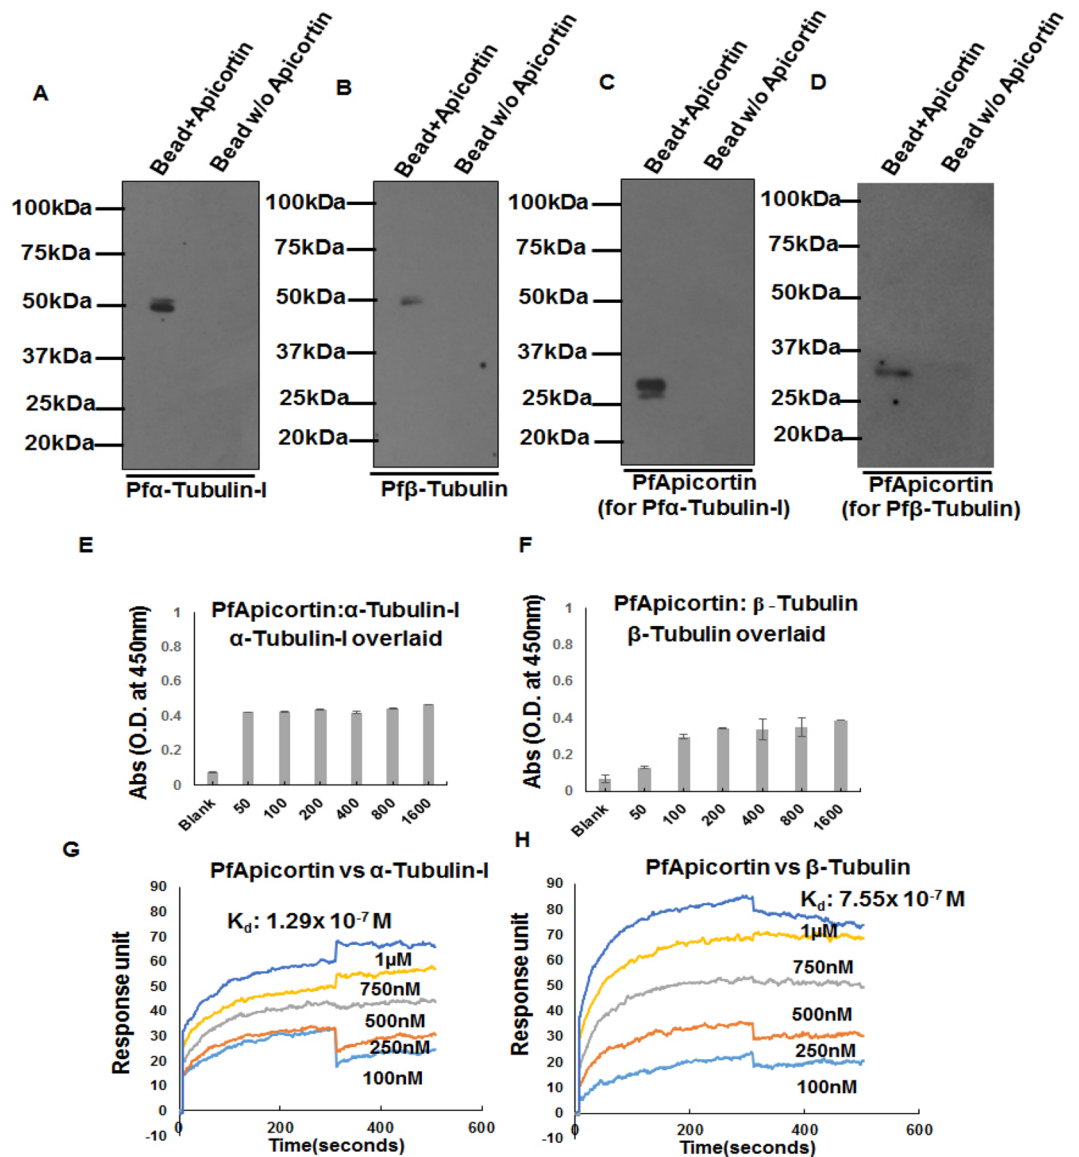 A
Bead+Apicortin
Bead w/o Apicortin
100kDa
75kDa
50kDa
37kDa
25kDa
20kDa
Pfα-Tubulin-I
B
Bead+Apicortin
Bead w/o Apicortin
100kDa
75kDa
50kDa
37kDa
25kDa
20kDa
Pfβ-Tubulin
C
Bead+Apicortin
Bead w/o Apicortin
100kDa
75kDa
50kDa
37kDa
25kDa
20kDa
PfApicortin
(for Pfα-Tubulin-I)
D
Bead+Apicortin
Bead w/o Apicortin
100kDa
75kDa
50kDa
37kDa
25kDa
20kDa
PfApicortin
(for Pfβ-Tubulin)
E
PfApicortin:α-Tubulin-I
α-Tubulin-I overlaid
Abs (O.D. at 450nm)
1
0.8
0.6
0.4
0.2
0
Blank 50 100 200 400 800 1600
F
PfApicortin: β-Tubulin
β-Tubulin overlaid
Abs (O.D. at 450nm)
1
0.8
0.6
0.4
0.2
0
Blank 50 100 200 400 800 1600
G
PfApicortin vs α-Tubulin-I
Kd: 1.29x 10-7 M
Response unit
90
80
70
60
50
40
30
20
10
0
-10
1µM
750nM
500nM
250nM
100nM
0 200 400 600
Time(seconds)
H
PfApicortin vs β-Tubulin
Kd: 7.55x 10-7 M
Response unit
90
80
70
60
50
40
30
20
10
0
-10
1µM
750nM
500nM
250nM
100nM
0 200 400 600
Time(seconds)